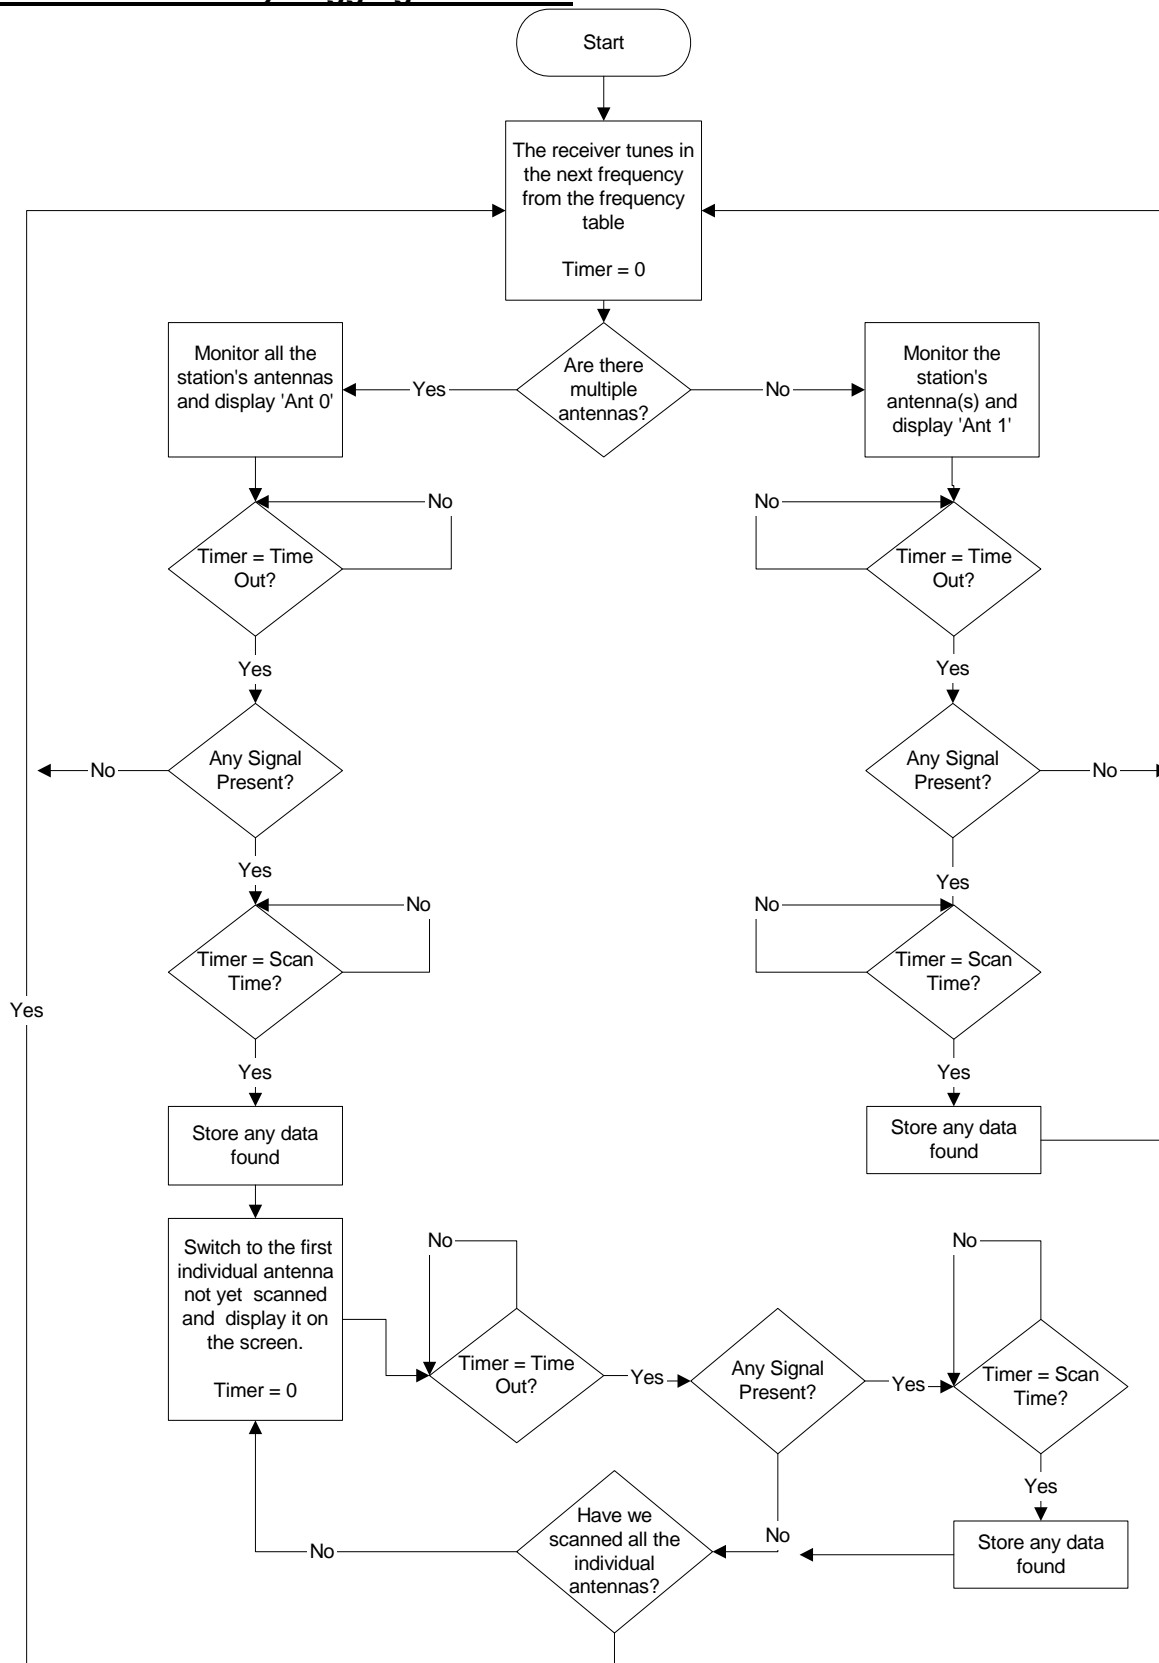 Start
The receiver tunes in
the next frequency
from the frequency
table
Timer = 0
Monitor all the
station's antennas
and display 'Ant 0'
Yes
Are there
multiple
antennas?
No
Monitor the
station's
antenna(s) and
display 'Ant 1'
No
Timer = Time
Out?
Yes
No
Timer = Time
Out?
Yes
No
Any Signal
Present?
Yes
Any Signal
Present?
No
Yes
No
Timer = Scan
Time?
Yes
No
Timer = Scan
Time?
Yes
Yes
Store any data
found
Store any data
found
Switch to the first
individual antenna
not yet  scanned
and  display it on
the screen.
Timer = 0
No
Timer = Time
Out?
Yes
Any Signal
Present?
Yes
No
Timer = Scan
Time?
Yes
No
Store any data
found
Have we
scanned all the
individual
antennas?
No